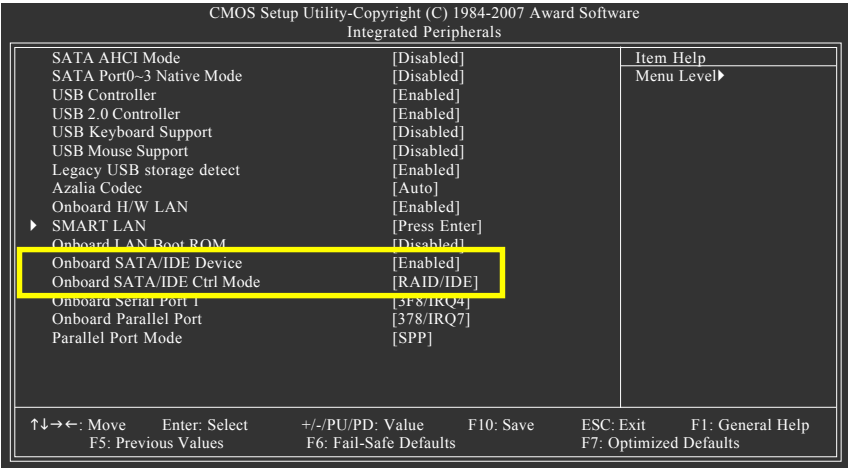 CMOS Setup Utility-Copyright (C) 1984-2007 Award Software
Integrated Peripherals
SATA AHCI Mode [Disabled]
SATA Port0~3 Native Mode [Disabled]
USB Controller [Enabled]
USB 2.0 Controller [Enabled]
USB Keyboard Support [Disabled]
USB Mouse Support [Disabled]
Legacy USB storage detect [Enabled]
Azalia Codec [Auto]
Onboard H/W LAN [Enabled]
SMART LAN [Press Enter]
Onboard LAN Boot ROM [Disabled]
Onboard SATA/IDE Device [Enabled]
Onboard SATA/IDE Ctrl Mode [RAID/IDE]
Onboard Serial Port 1 [3F8/IRQ4]
Onboard Parallel Port [378/IRQ7]
Parallel Port Mode [SPP]
Item Help
Menu Level
↑↓→←: Move Enter: Select +/-/PU/PD: Value F10: Save ESC: Exit F1: General Help
F5: Previous Values F6: Fail-Safe Defaults F7: Optimized Defaults